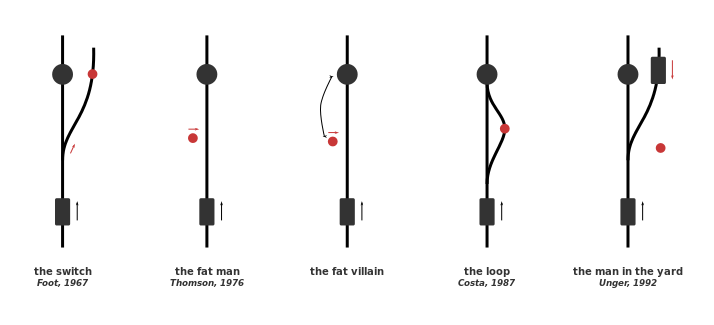 the switch
Foot, 1967
the fat man
Thomson, 1976
the fat villain
the loop
Costa, 1987
the man in the yard
Unger, 1992